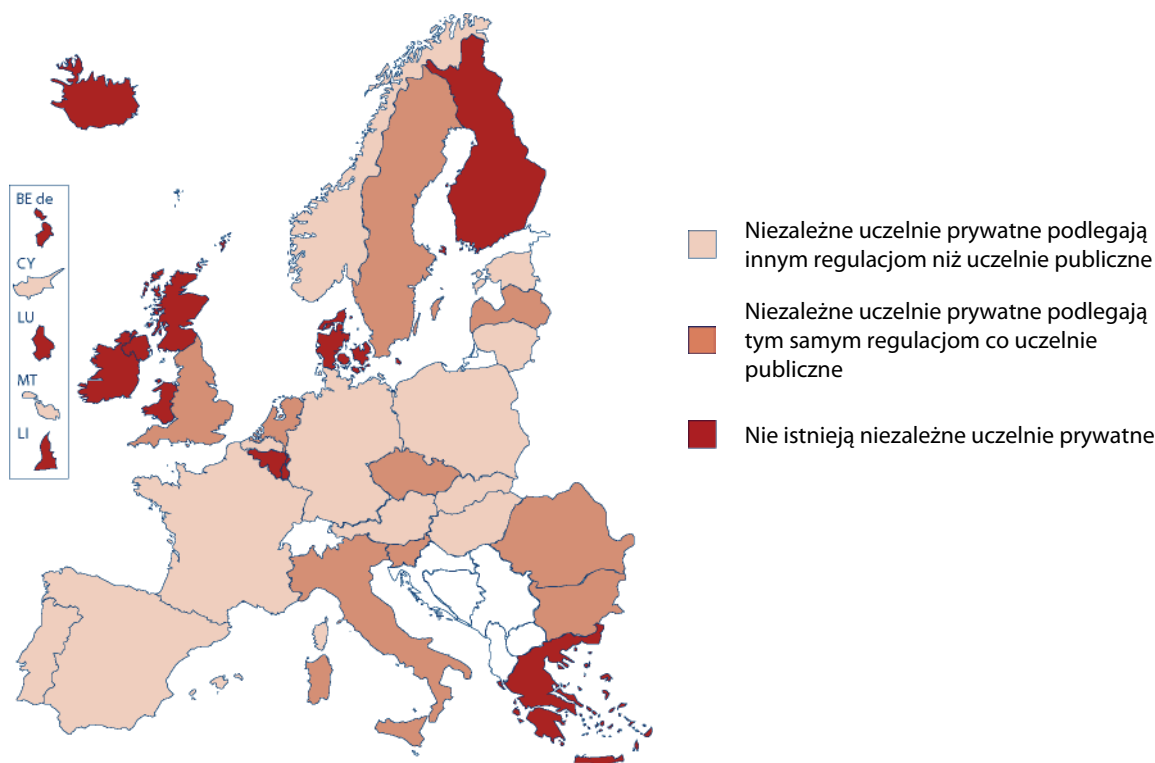 BE de
CY
LU
MT
LI
Niezależne uczelnie prywatne podlegają
innym regulacjom niż uczelnie publiczne
Niezależne uczelnie prywatne podlegają
tym samym regulacjom co uczelnie
publiczne
Nie istnieją niezależne uczelnie prywatne